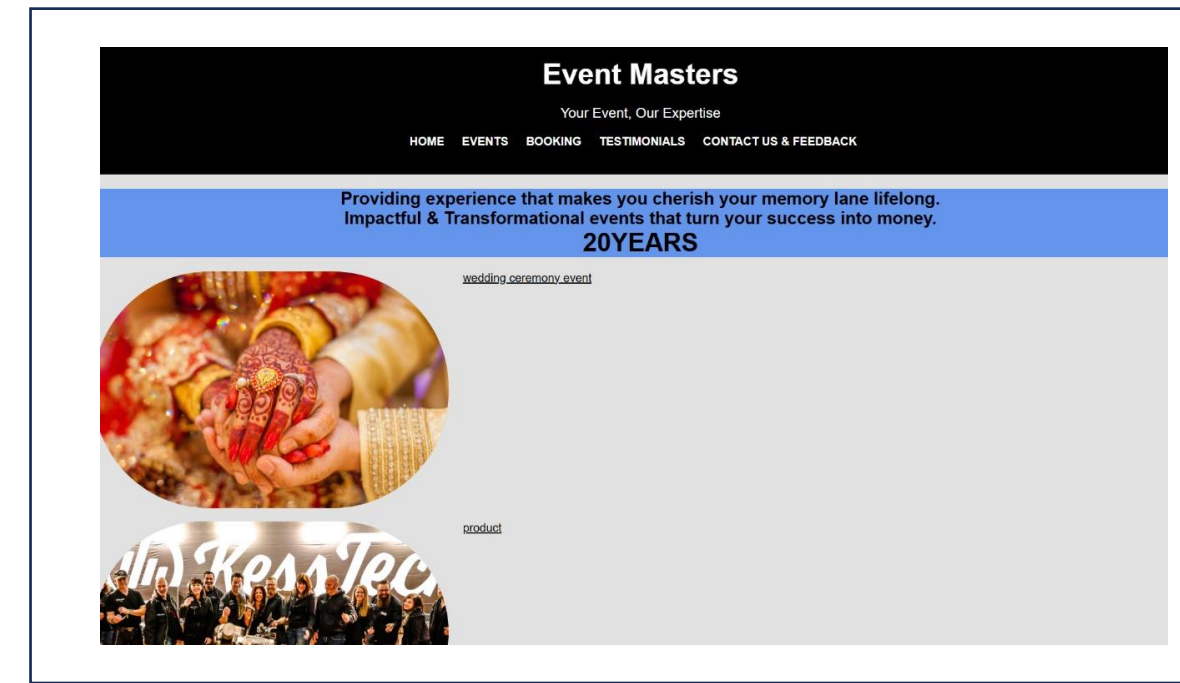 Event Masters
Your Event, Our Expertise
HOME EVENTS BOOKING TESTIMONIALS CONTACT US & FEEDBACK
Providing experience that makes you cherish your memory lane lifelong.
Impactful & Transformational events that turn your success into money.
20YEARS
wedding ceremony event
product